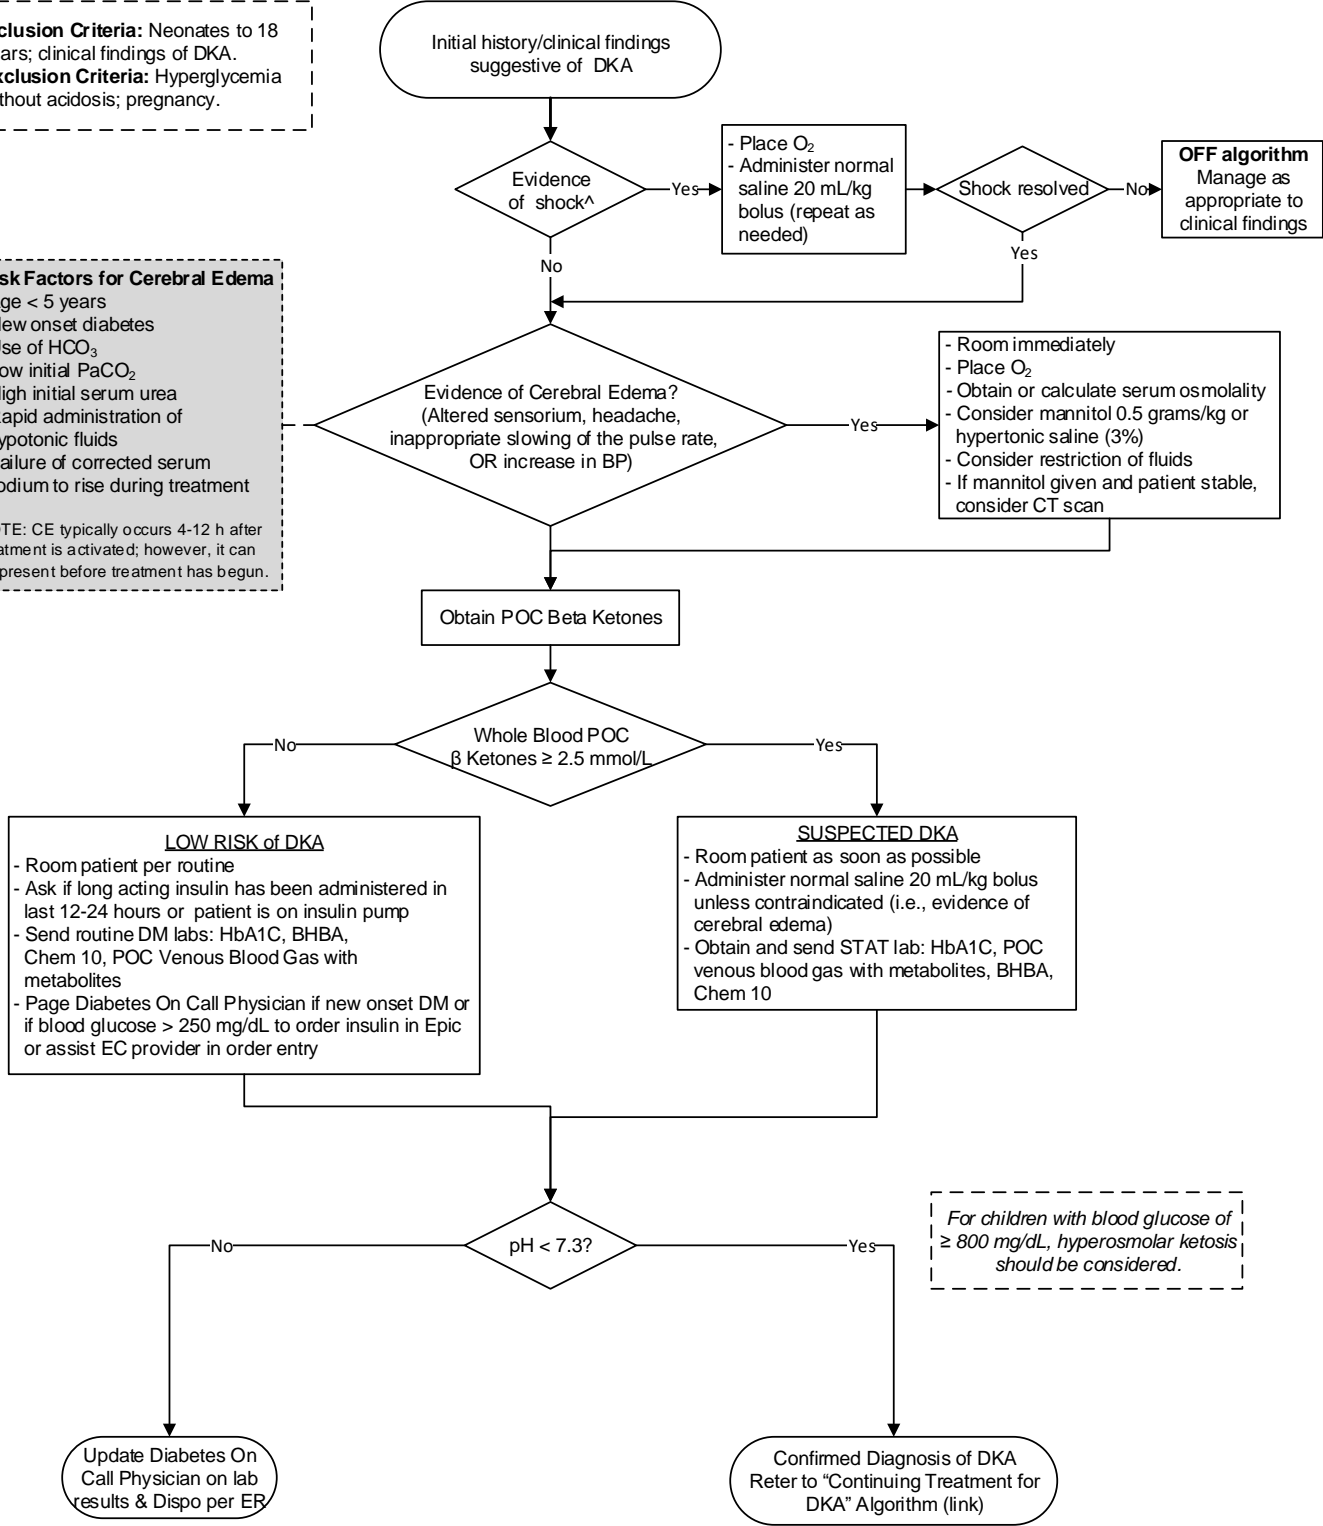 clusion Criteria: Neonates to 18
ars; clinical findings of DKA.
xclusion Criteria: Hyperglycemia
thout acidosis; pregnancy.
Initial history/clinical findings
suggestive of DKA
Evidence
of shock^
Yes
- Place O₂
- Administer normal
saline 20 mL/kg
bolus (repeat as
needed)
Shock resolved
No
OFF algorithm
Manage as
appropriate to
clinical findings
No
Yes
sk Factors for Cerebral Edema
ge < 5 years
ew onset diabetes
se of HCO₃
ow initial PaCO₂
igh initial serum urea
apid administration of
ypotonic fluids
ailure of corrected serum
odium to rise during treatment
TE: CE typically occurs 4-12 h after
atment is activated; however, it can
present before treatment has begun.
Evidence of Cerebral Edema?
(Altered sensorium, headache,
inappropriate slowing of the pulse rate,
OR increase in BP)
Yes
- Room immediately
- Place O₂
- Obtain or calculate serum osmolality
- Consider mannitol 0.5 grams/kg or
hypertonic saline (3%)
- Consider restriction of fluids
- If mannitol given and patient stable,
consider CT scan
Obtain POC Beta Ketones
Whole Blood POC
β Ketones ≥ 2.5 mmol/L
No
Yes
LOW RISK of DKA
- Room patient per routine
- Ask if long acting insulin has been administered in
last 12-24 hours or patient is on insulin pump
- Send routine DM labs: HbA1C, BHBA,
Chem 10, POC Venous Blood Gas with
metabolites
- Page Diabetes On Call Physician if new onset DM or
if blood glucose > 250 mg/dL to order insulin in Epic
or assist EC provider in order entry
SUSPECTED DKA
- Room patient as soon as possible
- Administer normal saline 20 mL/kg bolus
unless contraindicated (i.e., evidence of
cerebral edema)
- Obtain and send STAT lab: HbA1C, POC
venous blood gas with metabolites, BHBA,
Chem 10
pH < 7.3?
No
Yes
For children with blood glucose of
≥ 800 mg/dL, hyperosmolar ketosis
should be considered.
Update Diabetes On
Call Physician on lab
results & Dispo per ER
Confirmed Diagnosis of DKA
Reter to “Continuing Treatment for
DKA” Algorithm (link)